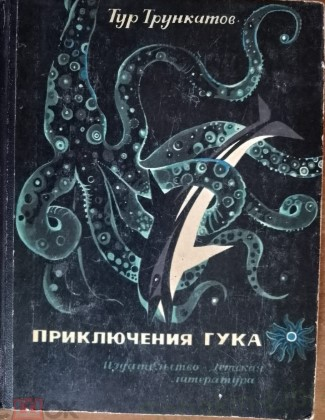 Тур Трункатов
ПРИКЛЮЧЕНИЯ ГУКА
Издательство Детская
литература